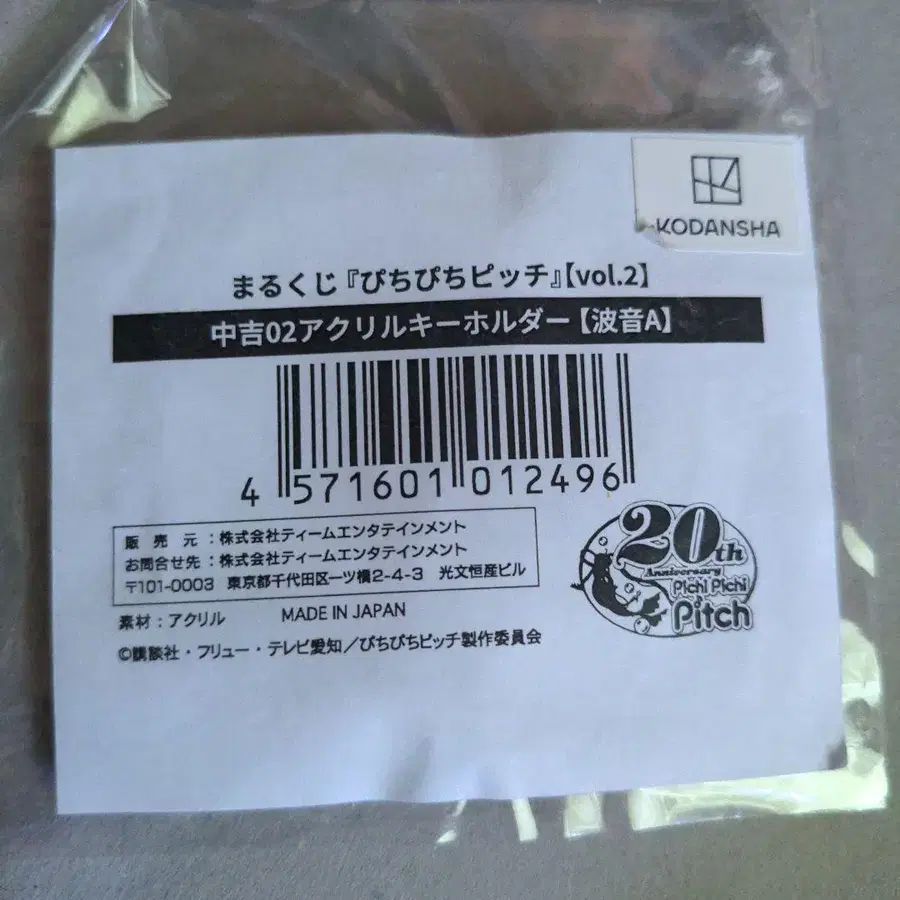 KODANSHA
まるくじ『ぴちぴちピッチ』【vol.2】
中吉02アクリルキーホルダー【波音A】
4 571601 012496
販売元：株式会社ティームエンタテインメント
お問合せ先：株式会社ティームエンタテインメント
〒101-0003 東京都千代田区一ツ橋2-4-3 光文恒産ビル
素材：アクリル MADE IN JAPAN
©講談社・フリュー・テレビ愛知／ぴちぴちピッチ製作委員会
20th
Anniversary
Pichi Pichi
Pitch